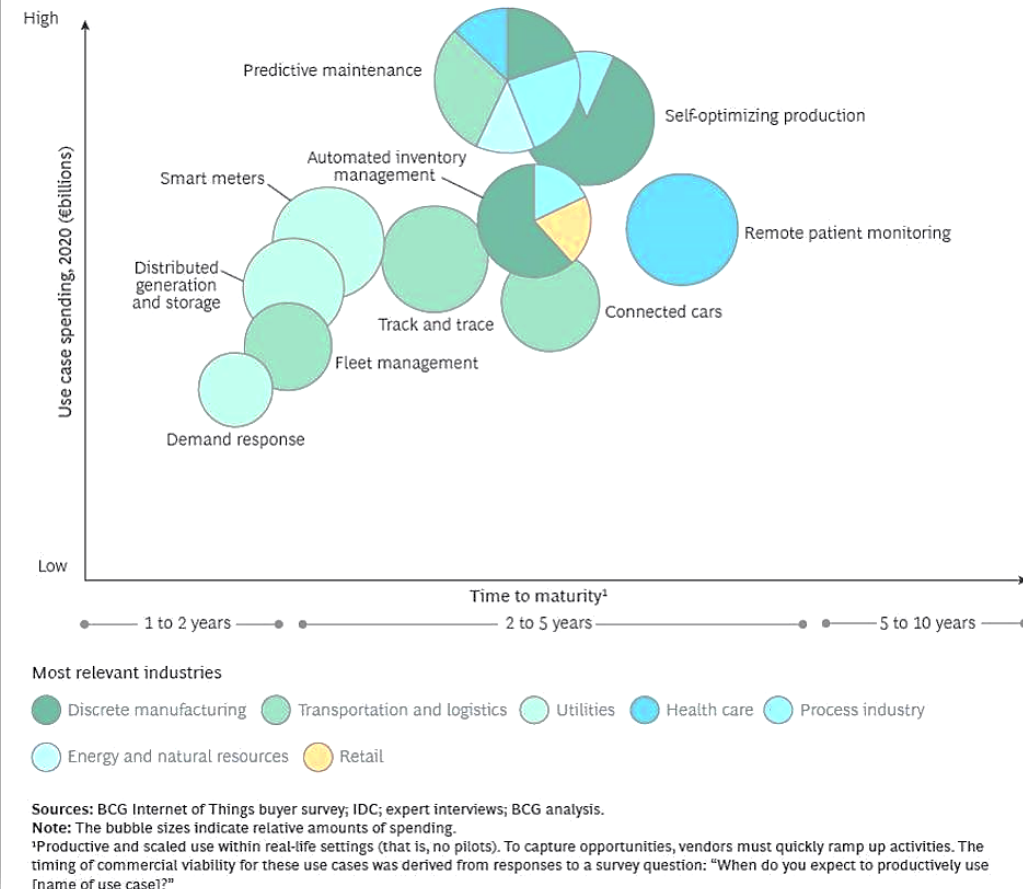 High
Predictive maintenance
Self-optimizing production
Automated inventory
management
Smart meters
Remote patient monitoring
Distributed
generation
and storage
Connected cars
Track and trace
Fleet management
Demand response
Use case spending, 2020 (€billions)
Low
Time to maturity¹
1 to 2 years
2 to 5 years
5 to 10 years
Most relevant industries
Discrete manufacturing
Transportation and logistics
Utilities
Health care
Process industry
Energy and natural resources
Retail
Sources: BCG Internet of Things buyer survey; IDC; expert interviews; BCG analysis.
Note: The bubble sizes indicate relative amounts of spending.
¹Productive and scaled use within real-life settings (that is, no pilots). To capture opportunities, vendors must quickly ramp up activities. The
timing of commercial viability for these use cases was derived from responses to a survey question: “When do you expect to productively use
[name of use case]?”